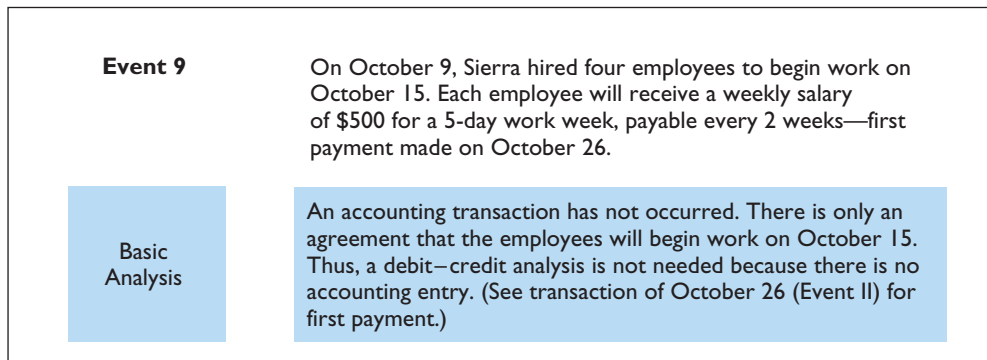 Event 9
On October 9, Sierra hired four employees to begin work on
October 15. Each employee will receive a weekly salary
of $500 for a 5-day work week, payable every 2 weeks—first
payment made on October 26.
Basic
Analysis
An accounting transaction has not occurred. There is only an
agreement that the employees will begin work on October 15.
Thus, a debit–credit analysis is not needed because there is no
accounting entry. (See transaction of October 26 (Event II) for
first payment.)